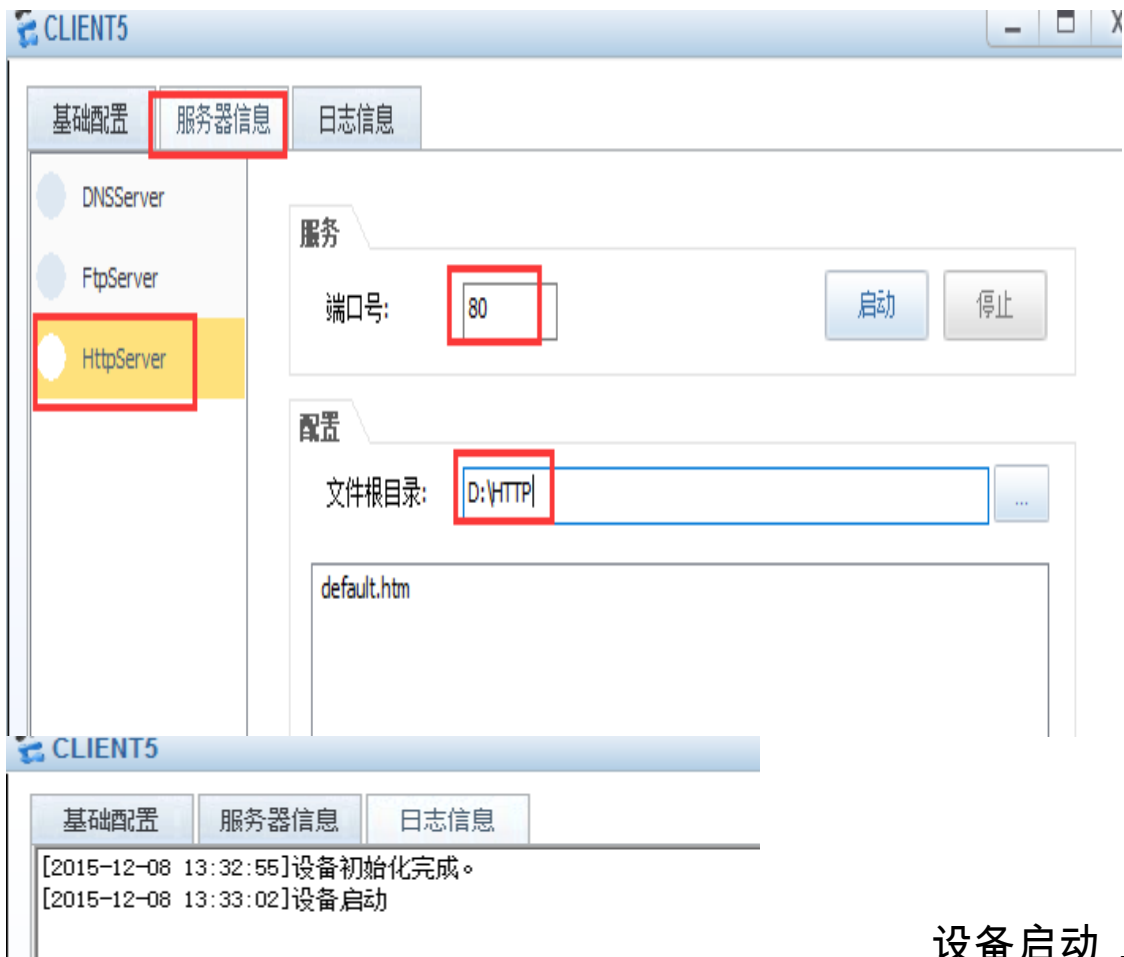 CLIENT5
基础配置 服务器信息 日志信息
DNSServer
FtpServer
HttpServer
服务
端口号: 80 启动 停止
配置
文件根目录: D:\HTTP ...
default.htm
CLIENT5
基础配置 服务器信息 日志信息
[2015-12-08 13:32:55]设备初始化完成。
[2015-12-08 13:33:02]设备启动
设备启动